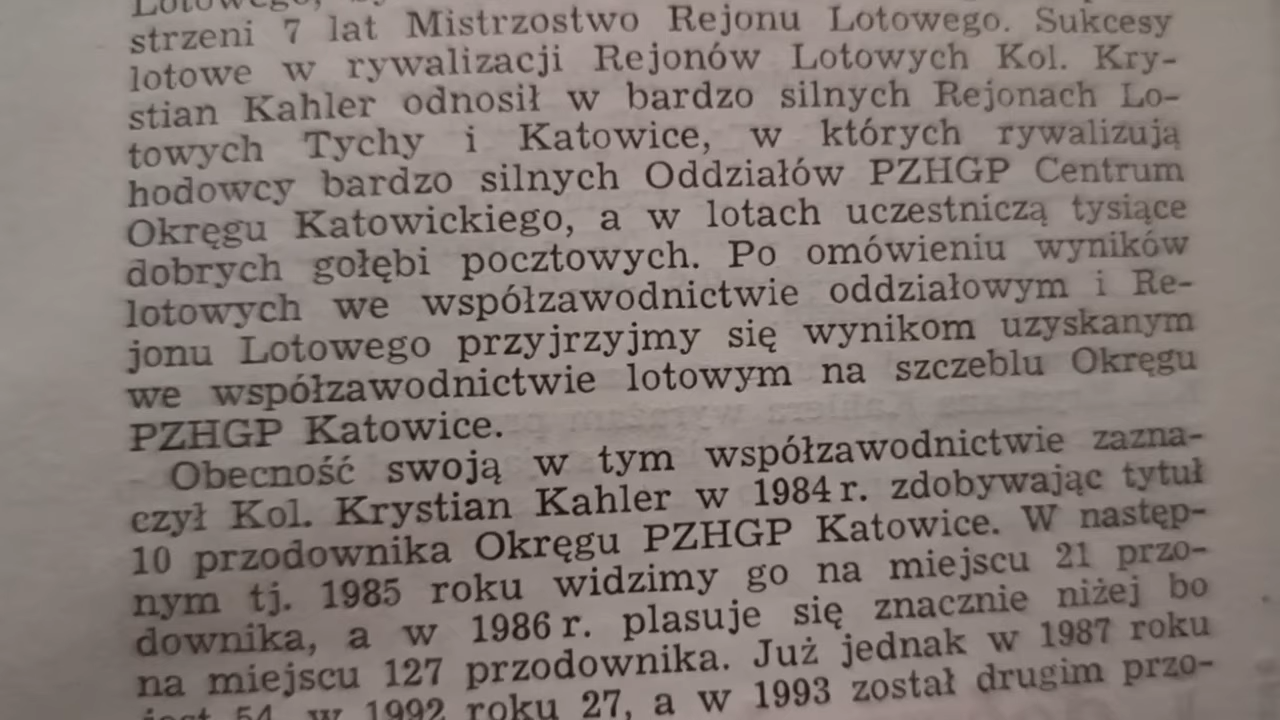 Lotowego,
strzeni 7 lat Mistrzostwo Rejonu Lotowego. Sukcesy
lotowe w rywalizacji Rejonów Lotowych Kol. Kry-
stian Kahler odnosił w bardzo silnych Rejonach Lo-
towych Tychy i Katowice, w których rywalizują
hodowcy bardzo silnych Oddziałów PZHGP Centrum
Okręgu Katowickiego, a w lotach uczestniczą tysiące
dobrych gołębi pocztowych. Po omówieniu wyników
lotowych we współzawodnictwie oddziałowym i Re-
jonu Lotowego przyjrzyjmy się wynikom uzyskanym
we współzawodnictwie lotowym na szczeblu Okręgu
PZHGP Katowice.
Obecność swoją w tym współzawodnictwie zazna-
czył Kol. Krystian Kahler w 1984 r. zdobywając tytuł
10 przodownika Okręgu PZHGP Katowice. W następ-
nym tj. 1985 roku widzimy go na miejscu 21 przo-
downika, a w 1986 r. plasuje się znacznie niżej bo
na miejscu 127 przodownika. Już jednak w 1987 roku
jest 54, w 1992 roku 27, a w 1993 został drugim przo-